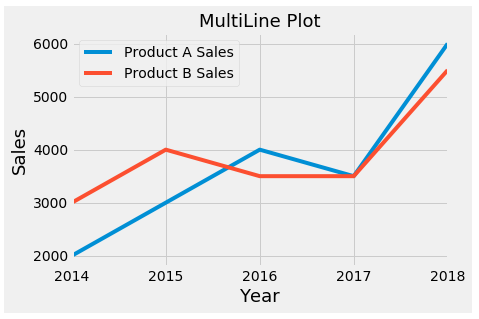 MultiLine Plot
Product A Sales
Product B Sales
6000
5000
4000
3000
2000
Sales
2014 2015 2016 2017 2018
Year